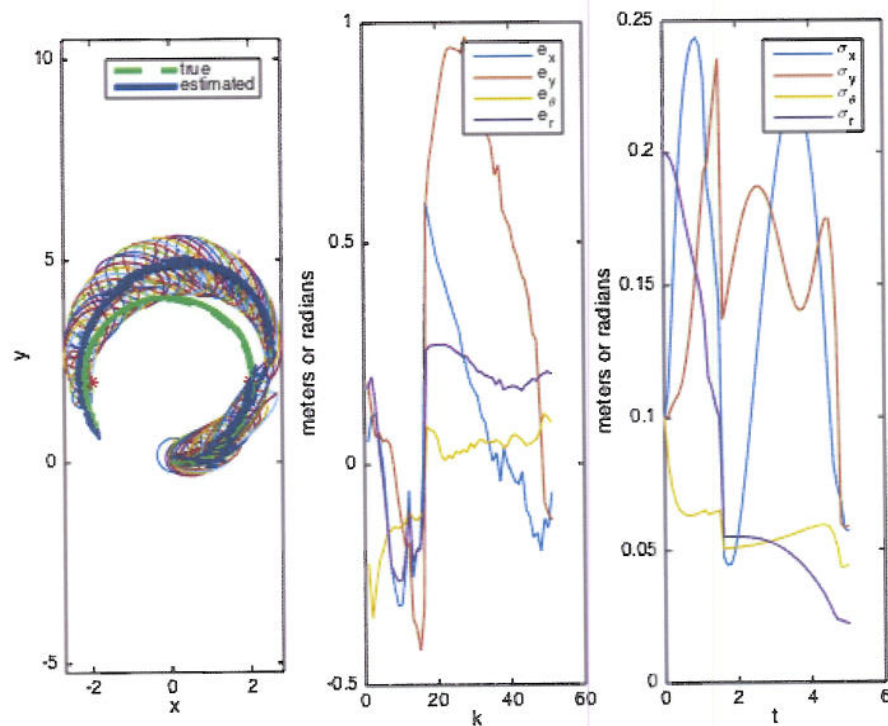 10
5
0
-5
y
-2
0
2
x
true
estimated
1
0.5
0
-0.5
meters or radians
0
20
40
60
k
e_x
e_y
e_θ
e_r
0.25
0.2
0.15
0.1
0.05
0
meters or radians
0
2
4
6
t
σ_x
σ_y
σ_θ
σ_r